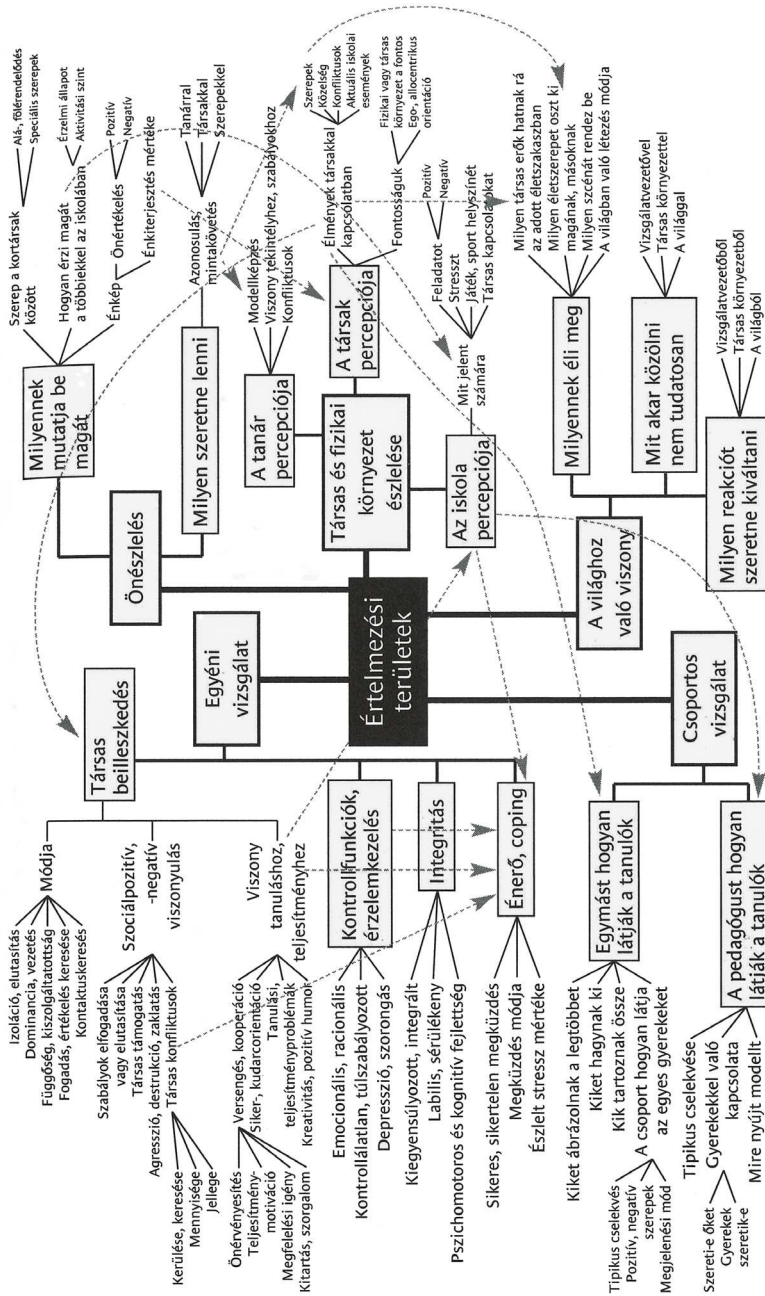 Értelmezési
területek
Egyéni
vizsgálat
Társas
beilleszkedés
Módja
Izoláció, elutasítás
Dominancia, vezetés
Függőség, kiszolgáltatottság
Fogadás, értékelés keresése
Kontaktuskeresés
Szociálpozitív,
-negatív
viszonyulás
Szabályok elfogadása
vagy elutasítása
Társas támogatás
Agresszió, destrukció, zaklatás
Társas konfliktusok
Kerülése, keresése
Mennyisége
Jellege
Viszony
tanuláshoz,
teljesítményhez
Versengés, kooperáció
Siker-, kudarcorientáció
Tanulási,
teljesítményproblémák
Kreativitás, pozitív humor
Önérvényesítés
Teljesítmény-
motiváció
Megfelelési igény
Kitartás, szorgalom
Kontrollfunkciók,
érzelemkezelés
Emocionális, racionális
Kontrollálatlan, túlszabályozott
Depresszió, szorongás
Integritás
Kiegyensúlyozott, integrált
Labilis, sérülékeny
Pszichomotoros és kognitív fejlettség
Énerő, coping
Sikeres, sikertelen megküzdés
Megküzdés módja
Észlelt stressz mértéke
Csoportos
vizsgálat
Egymást hogyan
látják a tanulók
Kiket ábrázolnak a legtöbbet
Kiket hagynak ki
Kik tartoznak össze
A csoport hogyan látja
az egyes gyerekeket
Tipikus cselekvés
Pozitív, negatív
szerepek
Megjelenési mód
A pedagógust hogyan
látják a tanulók
Tipikus cselekvése
Gyerekekkel való
kapcsolata
Mire nyújt modellt
Szereti-e őket
Gyerekek
szeretik-e
Önészlelés
Milyennek
mutatja be
magát
Szerep a kortársak
között
Alá-, fölérendelődés
Speciális szerepek
Hogyan érzi magát
a többiekkel az iskolában
Érzelmi állapot
Aktivitási szint
Énkép
Önértékelés
Pozitív
Negatív
Énkiterjesztés mértéke
Milyen szeretne lenni
Azonosulás,
mintakövetés
Tanárral
Társakkal
Szerepekkel
Társas és fizikai
környezet
észlelése
A tanár
percepciója
Modellképzés
Viszony tekintélyhez, szabályokhoz
Konfliktusok
A társak
percepciója
Élmények társakkal
kapcsolatban
Szerepek
Közelség
Konfliktusok
Aktuális iskolai
események
Fontosságuk
Fizikai vagy társas
környezet a fontos
Ego-, allocentrikus
orientáció
Az iskola
percepciója
Mit jelent
számára
Feladatot
Pozitív
Negatív
Stresszt
Játék, sport helyszínét
Társas kapcsolatokat
A világhoz
való viszony
Milyennek éli meg
Milyen társas erők hatnak rá
az adott életszakaszban
Milyen életszerepet oszt ki
magának, másoknak
Milyen szcénát rendez be
A világban való létezés módja
Mit akar közölni
nem tudatosan
Vizsgálatvezetővel
Társas környezettel
A világgal
Milyen reakciót
szeretne kiváltani
Vizsgálatvezetőből
Társas környezetből
A világból